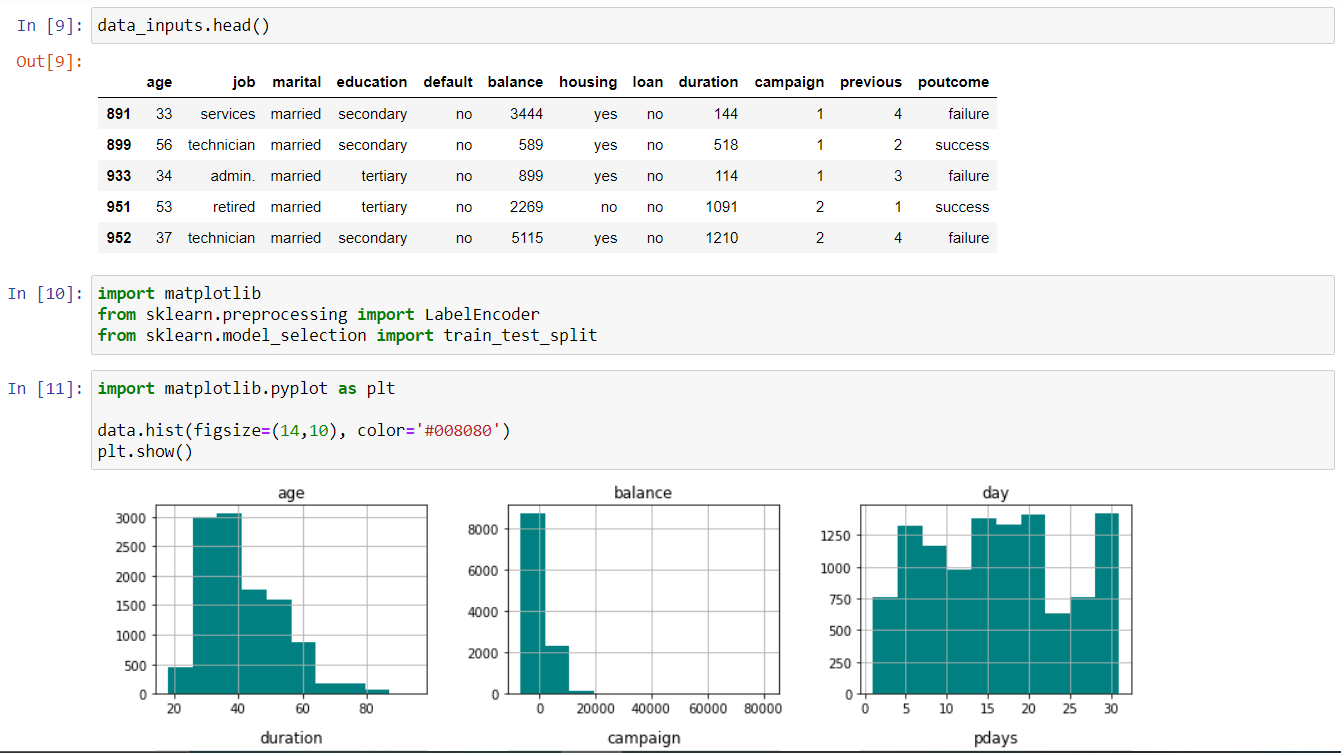 In [9]: data_inputs.head()
Out[9]:
age job marital education default balance housing loan duration campaign previous poutcome
891 33 services married secondary no 3444 yes no 144 1 4 failure
899 56 technician married secondary no 589 yes no 518 1 2 success
933 34 admin. married tertiary no 899 yes no 114 1 3 failure
951 53 retired married tertiary no 2269 no no 1091 2 1 success
952 37 technician married secondary no 5115 yes no 1210 2 4 failure
In [10]: import matplotlib
from sklearn.preprocessing import LabelEncoder
from sklearn.model_selection import train_test_split
In [11]: import matplotlib.pyplot as plt
data.hist(figsize=(14,10), color='#008080')
plt.show()
age
3000
2500
2000
1500
1000
500
0
20 40 60 80
balance
8000
6000
4000
2000
0
0 20000 40000 60000 80000
day
1250
1000
750
500
250
0
0 5 10 15 20 25 30
duration campaign pdays